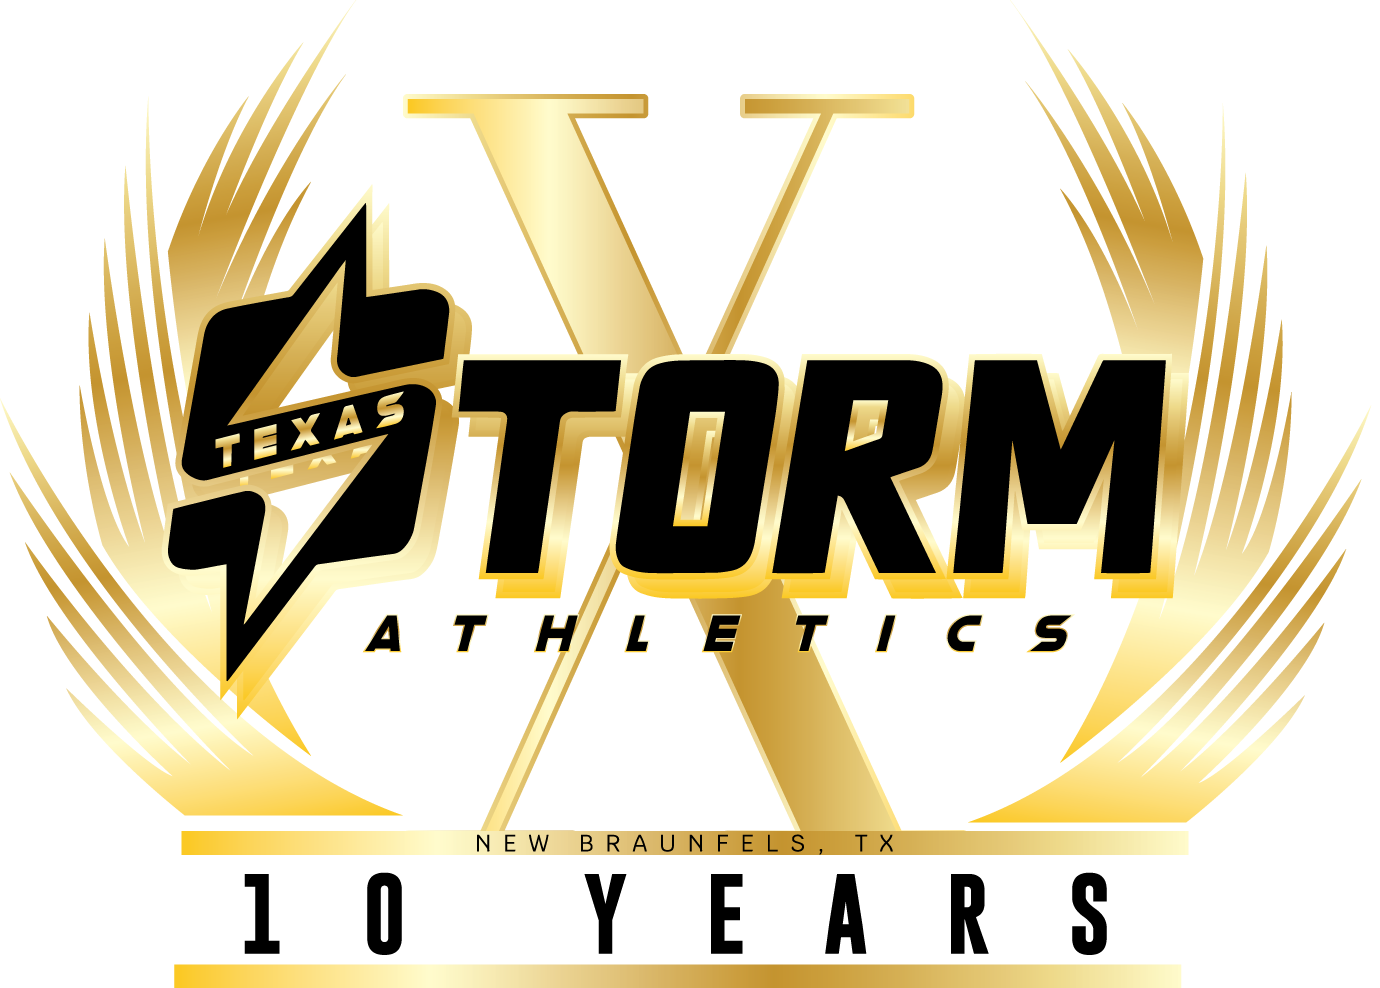 X
TEXAS
STORM
ATHLETICS
NEW BRAUNFELS, TX
10 YEARS